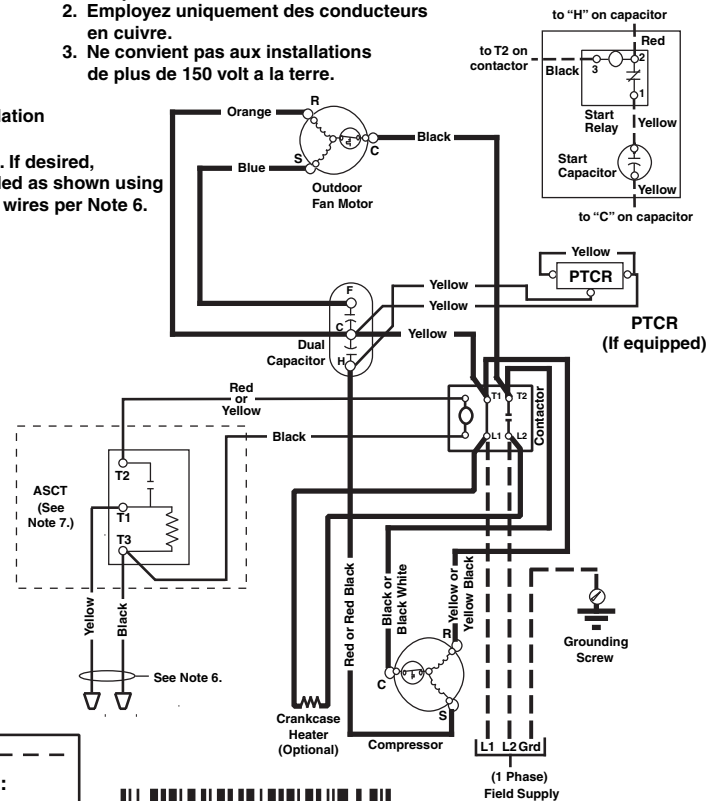 2. Employez uniquement des conducteurs
en cuivre.
3. Ne convient pas aux installations
de plus de 150 volt a la terre.
lation
. If desired,
led as shown using
wires per Note 6.
to “H” on capacitor
Red
to T2 on
contactor
Black
3
2
1
Start
Relay
Yellow
Start
Capacitor
Yellow
to “C” on capacitor
Orange
R
Black
C
S
Blue
Outdoor
Fan Motor
Yellow
PTCR
Yellow
Yellow
PTCR
(If equipped)
F
C
Yellow
Dual
Capacitor
H
Red
or
Yellow
T1
T2
Contactor
L1
L2
Black
ASCT
(See
Note 7.)
T2
T1
T3
Yellow
Black
See Note 6.
Red or Red Black
Black or
Black White
Yellow or
Yellow Black
R
C
S
Grounding
Screw
Crankcase
Heater
(Optional)
Compressor
L1 L2 Grd
(1 Phase)
Field Supply
: